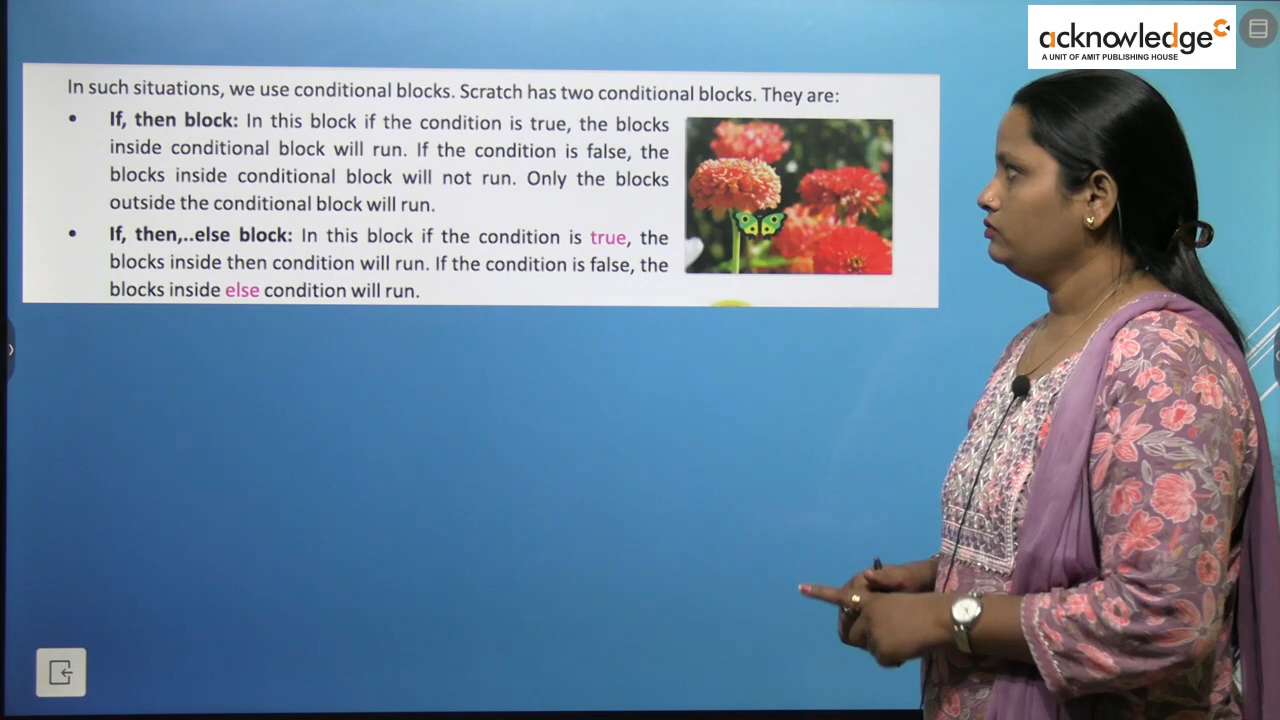 acknowledge
A UNIT OF AMIT PUBLISHING HOUSE
In such situations, we use conditional blocks. Scratch has two conditional blocks. They are:
• If, then block: In this block if the condition is true, the blocks
inside conditional block will run. If the condition is false, the
blocks inside conditional block will not run. Only the blocks
outside the conditional block will run.
• If, then,..else block: In this block if the condition is true, the
blocks inside then condition will run. If the condition is false, the
blocks inside else condition will run.